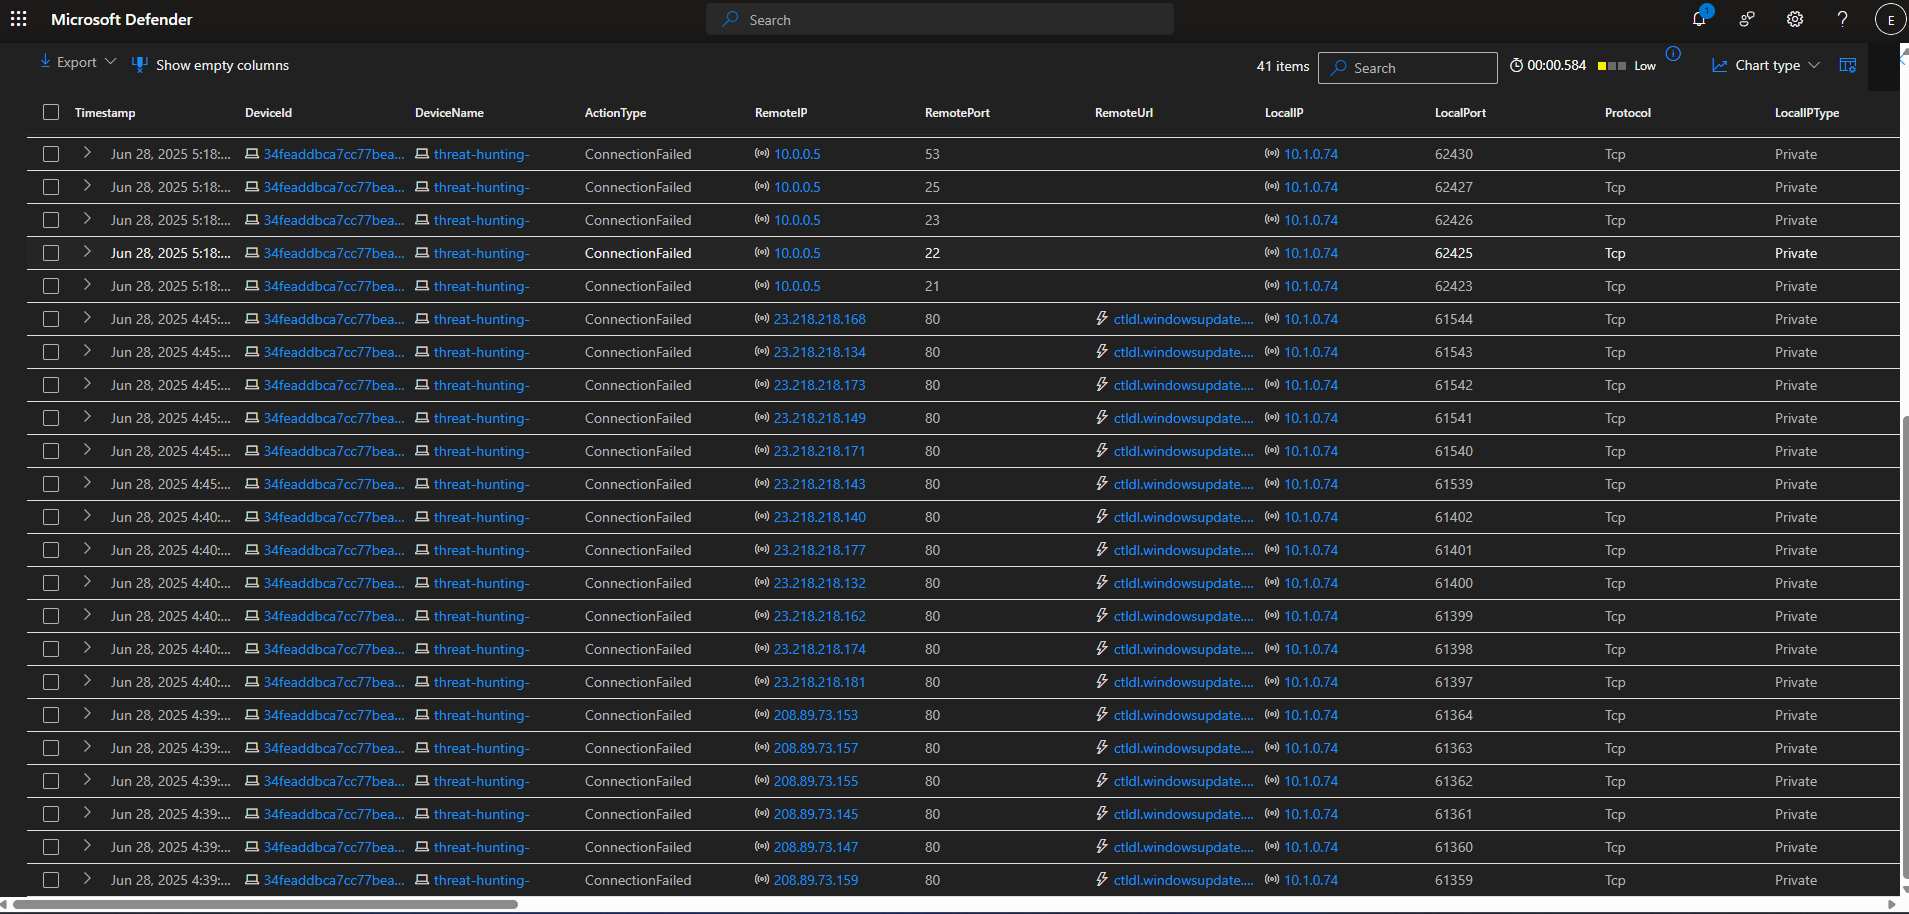 Microsoft Defender
Search
1
E
Export
Show empty columns
41 items
Search
00:00.584
Low
Chart type
Timestamp DeviceId DeviceName ActionType RemoteIP RemotePort RemoteUrl LocalIP LocalPort Protocol LocalIPType
Jun 28, 2025 5:18:... 34feaddbca7cc77bea... threat-hunting- ConnectionFailed 10.0.0.5 53 10.1.0.74 62430 Tcp Private
Jun 28, 2025 5:18:... 34feaddbca7cc77bea... threat-hunting- ConnectionFailed 10.0.0.5 25 10.1.0.74 62427 Tcp Private
Jun 28, 2025 5:18:... 34feaddbca7cc77bea... threat-hunting- ConnectionFailed 10.0.0.5 23 10.1.0.74 62426 Tcp Private
Jun 28, 2025 5:18:... 34feaddbca7cc77bea... threat-hunting- ConnectionFailed 10.0.0.5 22 10.1.0.74 62425 Tcp Private
Jun 28, 2025 5:18:... 34feaddbca7cc77bea... threat-hunting- ConnectionFailed 10.0.0.5 21 10.1.0.74 62423 Tcp Private
Jun 28, 2025 4:45:... 34feaddbca7cc77bea... threat-hunting- ConnectionFailed 23.218.218.168 80 ctldl.windowsupdate.... 10.1.0.74 61544 Tcp Private
Jun 28, 2025 4:45:... 34feaddbca7cc77bea... threat-hunting- ConnectionFailed 23.218.218.134 80 ctldl.windowsupdate.... 10.1.0.74 61543 Tcp Private
Jun 28, 2025 4:45:... 34feaddbca7cc77bea... threat-hunting- ConnectionFailed 23.218.218.173 80 ctldl.windowsupdate.... 10.1.0.74 61542 Tcp Private
Jun 28, 2025 4:45:... 34feaddbca7cc77bea... threat-hunting- ConnectionFailed 23.218.218.149 80 ctldl.windowsupdate.... 10.1.0.74 61541 Tcp Private
Jun 28, 2025 4:45:... 34feaddbca7cc77bea... threat-hunting- ConnectionFailed 23.218.218.171 80 ctldl.windowsupdate.... 10.1.0.74 61540 Tcp Private
Jun 28, 2025 4:45:... 34feaddbca7cc77bea... threat-hunting- ConnectionFailed 23.218.218.143 80 ctldl.windowsupdate.... 10.1.0.74 61539 Tcp Private
Jun 28, 2025 4:40:... 34feaddbca7cc77bea... threat-hunting- ConnectionFailed 23.218.218.140 80 ctldl.windowsupdate.... 10.1.0.74 61402 Tcp Private
Jun 28, 2025 4:40:... 34feaddbca7cc77bea... threat-hunting- ConnectionFailed 23.218.218.177 80 ctldl.windowsupdate.... 10.1.0.74 61401 Tcp Private
Jun 28, 2025 4:40:... 34feaddbca7cc77bea... threat-hunting- ConnectionFailed 23.218.218.132 80 ctldl.windowsupdate.... 10.1.0.74 61400 Tcp Private
Jun 28, 2025 4:40:... 34feaddbca7cc77bea... threat-hunting- ConnectionFailed 23.218.218.162 80 ctldl.windowsupdate.... 10.1.0.74 61399 Tcp Private
Jun 28, 2025 4:40:... 34feaddbca7cc77bea... threat-hunting- ConnectionFailed 23.218.218.174 80 ctldl.windowsupdate.... 10.1.0.74 61398 Tcp Private
Jun 28, 2025 4:40:... 34feaddbca7cc77bea... threat-hunting- ConnectionFailed 23.218.218.181 80 ctldl.windowsupdate.... 10.1.0.74 61397 Tcp Private
Jun 28, 2025 4:39:... 34feaddbca7cc77bea... threat-hunting- ConnectionFailed 208.89.73.153 80 ctldl.windowsupdate.... 10.1.0.74 61364 Tcp Private
Jun 28, 2025 4:39:... 34feaddbca7cc77bea... threat-hunting- ConnectionFailed 208.89.73.157 80 ctldl.windowsupdate.... 10.1.0.74 61363 Tcp Private
Jun 28, 2025 4:39:... 34feaddbca7cc77bea... threat-hunting- ConnectionFailed 208.89.73.155 80 ctldl.windowsupdate.... 10.1.0.74 61362 Tcp Private
Jun 28, 2025 4:39:... 34feaddbca7cc77bea... threat-hunting- ConnectionFailed 208.89.73.145 80 ctldl.windowsupdate.... 10.1.0.74 61361 Tcp Private
Jun 28, 2025 4:39:... 34feaddbca7cc77bea... threat-hunting- ConnectionFailed 208.89.73.147 80 ctldl.windowsupdate.... 10.1.0.74 61360 Tcp Private
Jun 28, 2025 4:39:... 34feaddbca7cc77bea... threat-hunting- ConnectionFailed 208.89.73.159 80 ctldl.windowsupdate.... 10.1.0.74 61359 Tcp Private